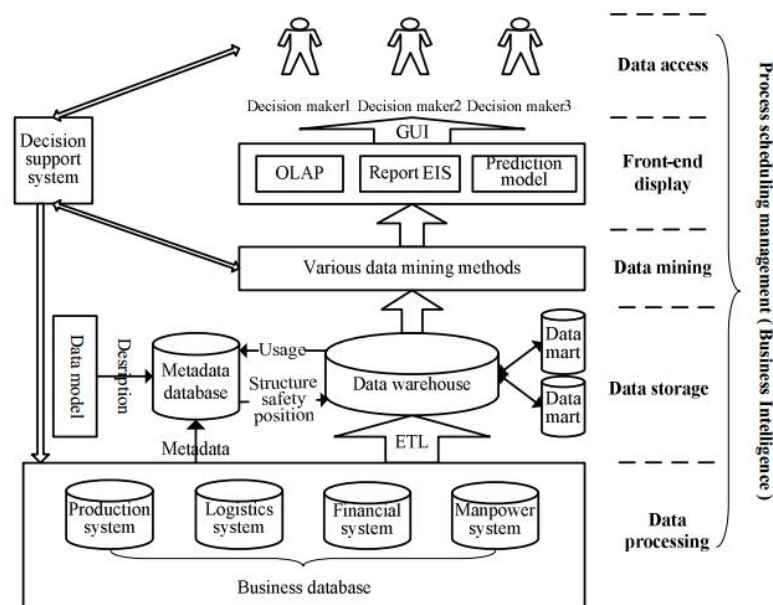 Data access
Decision maker1
Decision maker2
Decision maker3
Decision
support
system
GUI
OLAP
Report EIS
Prediction
model
Front-end
display
Various data mining methods
Data mining
Data model
Desription
Metadata
database
Usage
Structure
safety
position
Data warehouse
Data
mart
Data
mart
Data storage
Metadata
ETL
Production
system
Logistics
system
Financial
system
Manpower
system
Business database
Data
processing
Process scheduling management ( Business Intelligence )